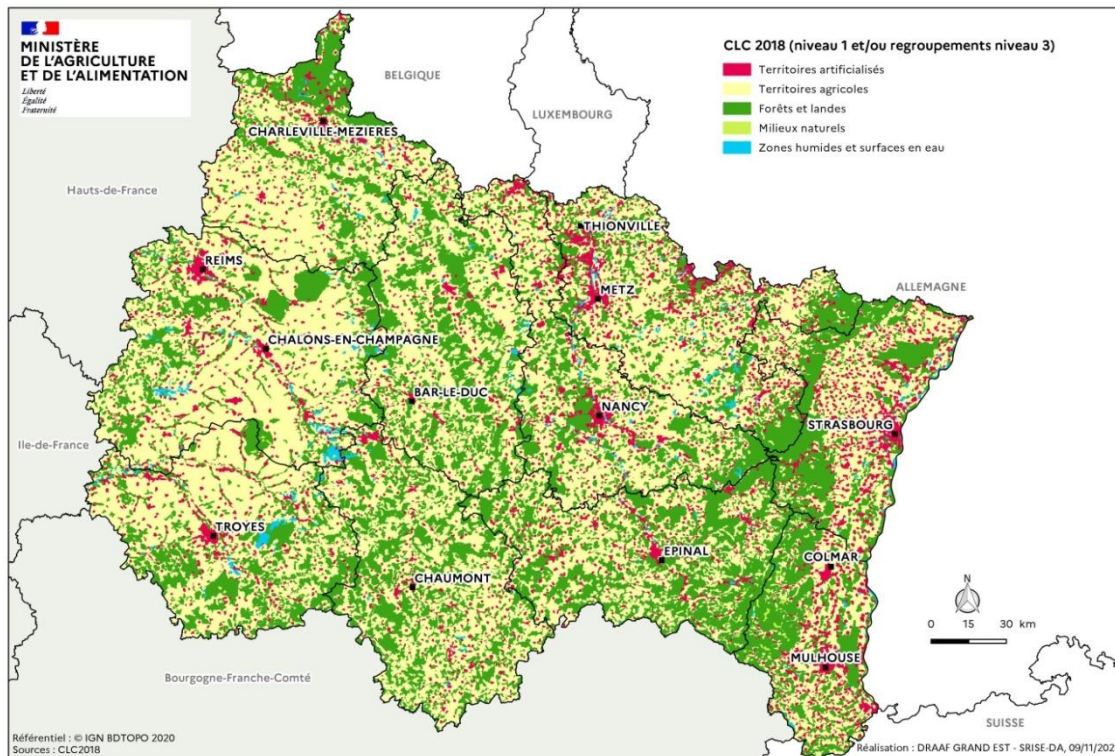 MINISTÈRE
DE L'AGRICULTURE
ET DE L'ALIMENTATION
Liberté
Égalité
Fraternité
CLC 2018 (niveau 1 et/ou regroupements niveau 3)
Territoires artificialisés
Territoires agricoles
Forêts et landes
Milieux naturels
Zones humides et surfaces en eau
BELGIQUE
LUXEMBOURG
CHARLEVILLE-MEZIERES
Hauts-de-France
THIONVILLE
REIMS
METZ
ALLEMAGNE
CHALONS-EN-CHAMPAGNE
BAR-LE-DUC
NANCY
STRASBOURG
Ile-de-France
TROYES
EPINAL
COLMAR
CHAUMONT
N
0 15 30 km
MULHOUSE
Bourgogne-Franche-Comté
SUISSE
Référentiel : © IGN BDTOPO 2020
Sources : CLC2018
Réalisation : DRAAF GRAND EST - SRISE-DA, 09/11/202